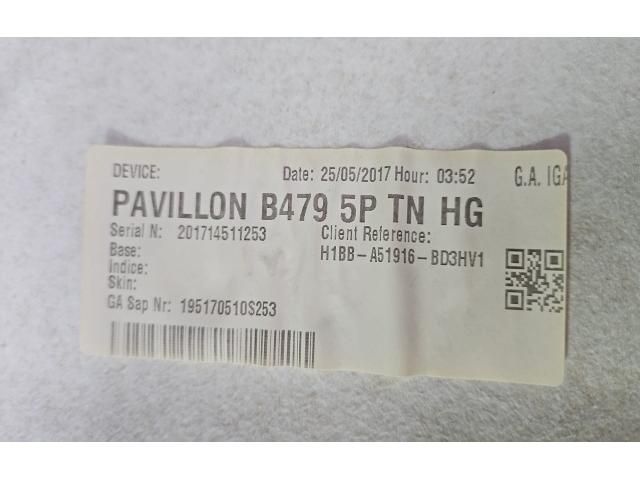 DEVICE: Date: 25/05/2017 Hour: 03:52 G.A. IGA
PAVILLON B479 5P TN HG
Serial N: 201714511253 Client Reference:
Base: H1BB-A51916-BD3HV1
Indice:
Skin:
GA Sap Nr: 195170510S253